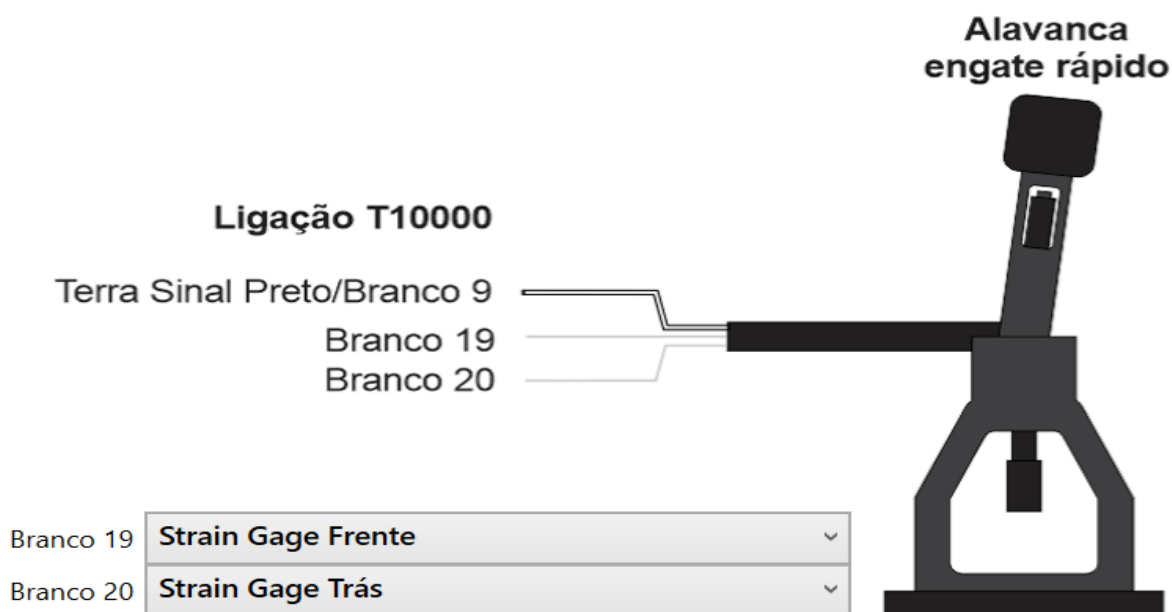 Alavanca
engate rápido
Ligação T10000
Terra Sinal Preto/Branco 9
Branco 19
Branco 20
Branco 19 Strain Gage Frente
Branco 20 Strain Gage Trás